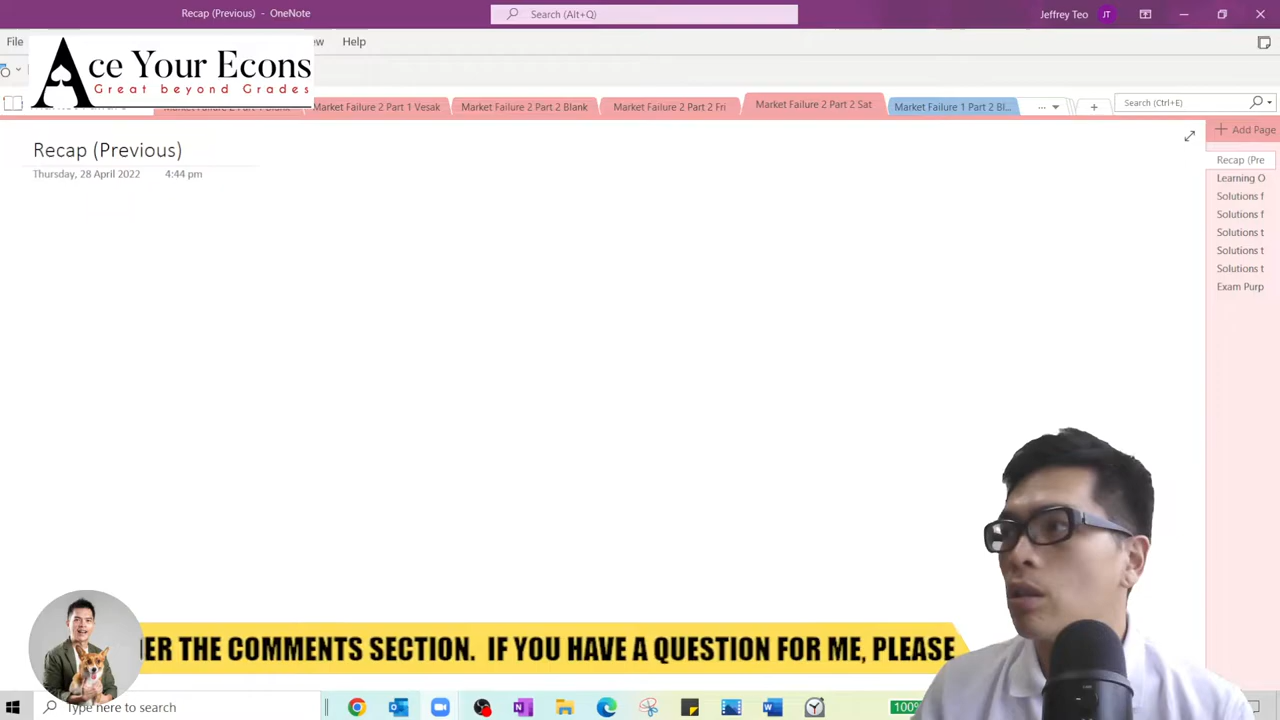 Recap (Previous) - OneNote
Search (Alt+Q)
Jeffrey Teo
JT
File
Help
Ace Your Econs
Great beyond Grades
Market Failure 2 Part 1 Vesak
Market Failure 2 Part 2 Blank
Market Failure 2 Part 2 Fri
Market Failure 2 Part 2 Sat
Market Failure 1 Part 2 Bl...
Search (Ctrl+E)
Add Page
Recap (Previous)
Thursday, 28 April 2022
4:44 pm
Recap (Pre
Learning O
Solutions f
Solutions f
Solutions t
Solutions t
Solutions t
Exam Purp
THE COMMENTS SECTION. IF YOU HAVE A QUESTION FOR ME, PLEASE
Type here to search
100%